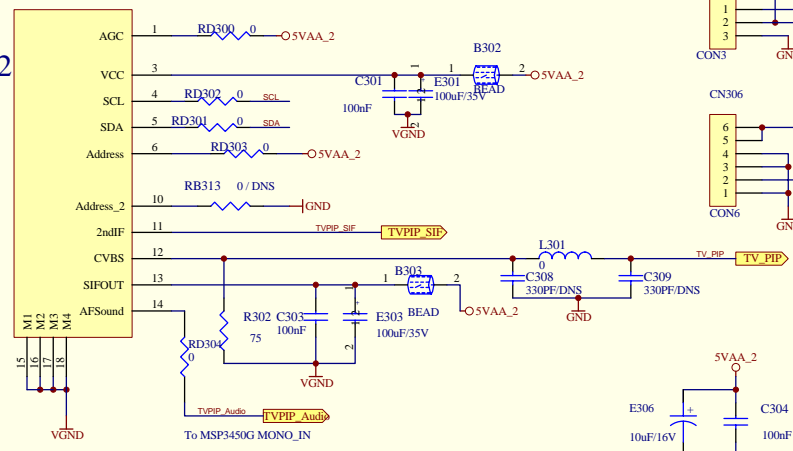 2
AGC 1 RD300 0 5VAA_2
VCC 3 C301 100nF 1 2 E301 100uF/35V 1 B302 2 BEAD 5VAA_2
VGND
SCL 4 RD302 0 SCL
SDA 5 RD301 0 SDA
Address 6 RD303 0 5VAA_2
Address_2 10 RB313 0 / DNS GND
2ndIF 11 TVPIP_SIF TVPIP_SIF
CVBS 12 L301 0 TV_PIP TV_PIP
C308 330PF/DNS C309 330PF/DNS
GND
SIFOUT 13 1 B303 2 BEAD 5VAA_2
AFSound 14
R302 75 C303 100nF 1 2 + E303 100uF/35V
VGND
RD304 0
TVPIP_Audio TVPIP_Audio
To MSP3450G MONO_IN
M1 M2 M3 M4
15 16 17 18
VGND
1
2
3
CON3
GN
CN306
6
5
4
3
2
1
CON6
GN
5VAA_2
E306 + C304
10uF/16V 100nF